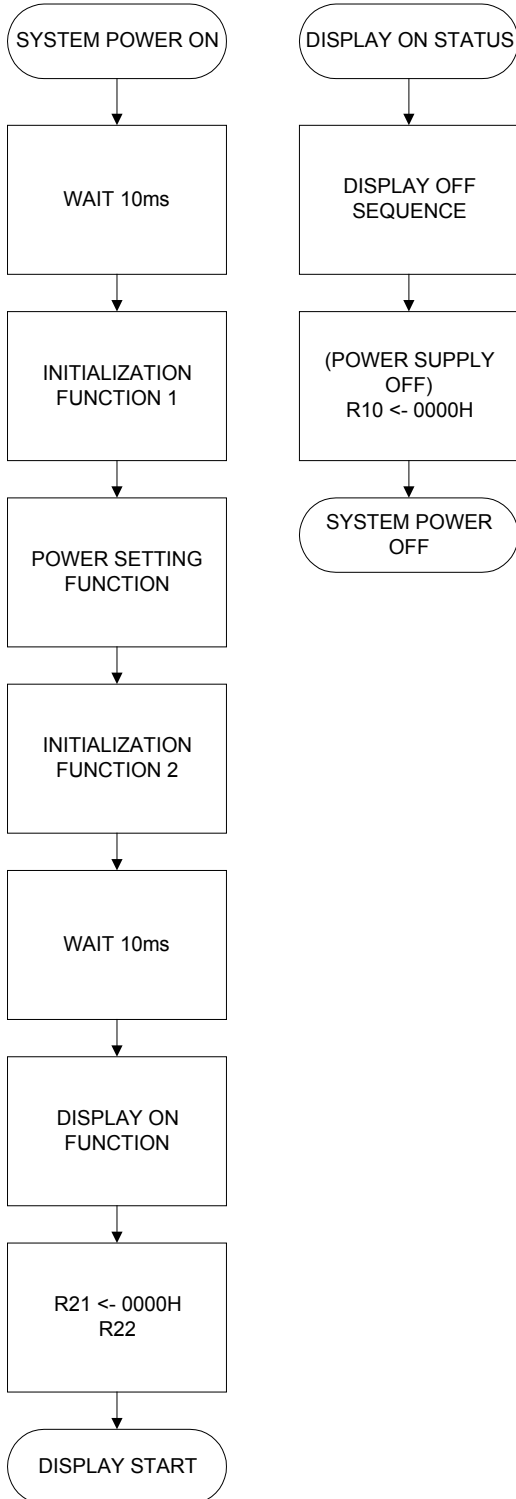 SYSTEM POWER ON
WAIT 10ms
INITIALIZATION
FUNCTION 1
POWER SETTING
FUNCTION
INITIALIZATION
FUNCTION 2
WAIT 10ms
DISPLAY ON
FUNCTION
R21 <- 0000H
R22
DISPLAY START
DISPLAY ON STATUS
DISPLAY OFF
SEQUENCE
(POWER SUPPLY
OFF)
R10 <- 0000H
SYSTEM POWER
OFF